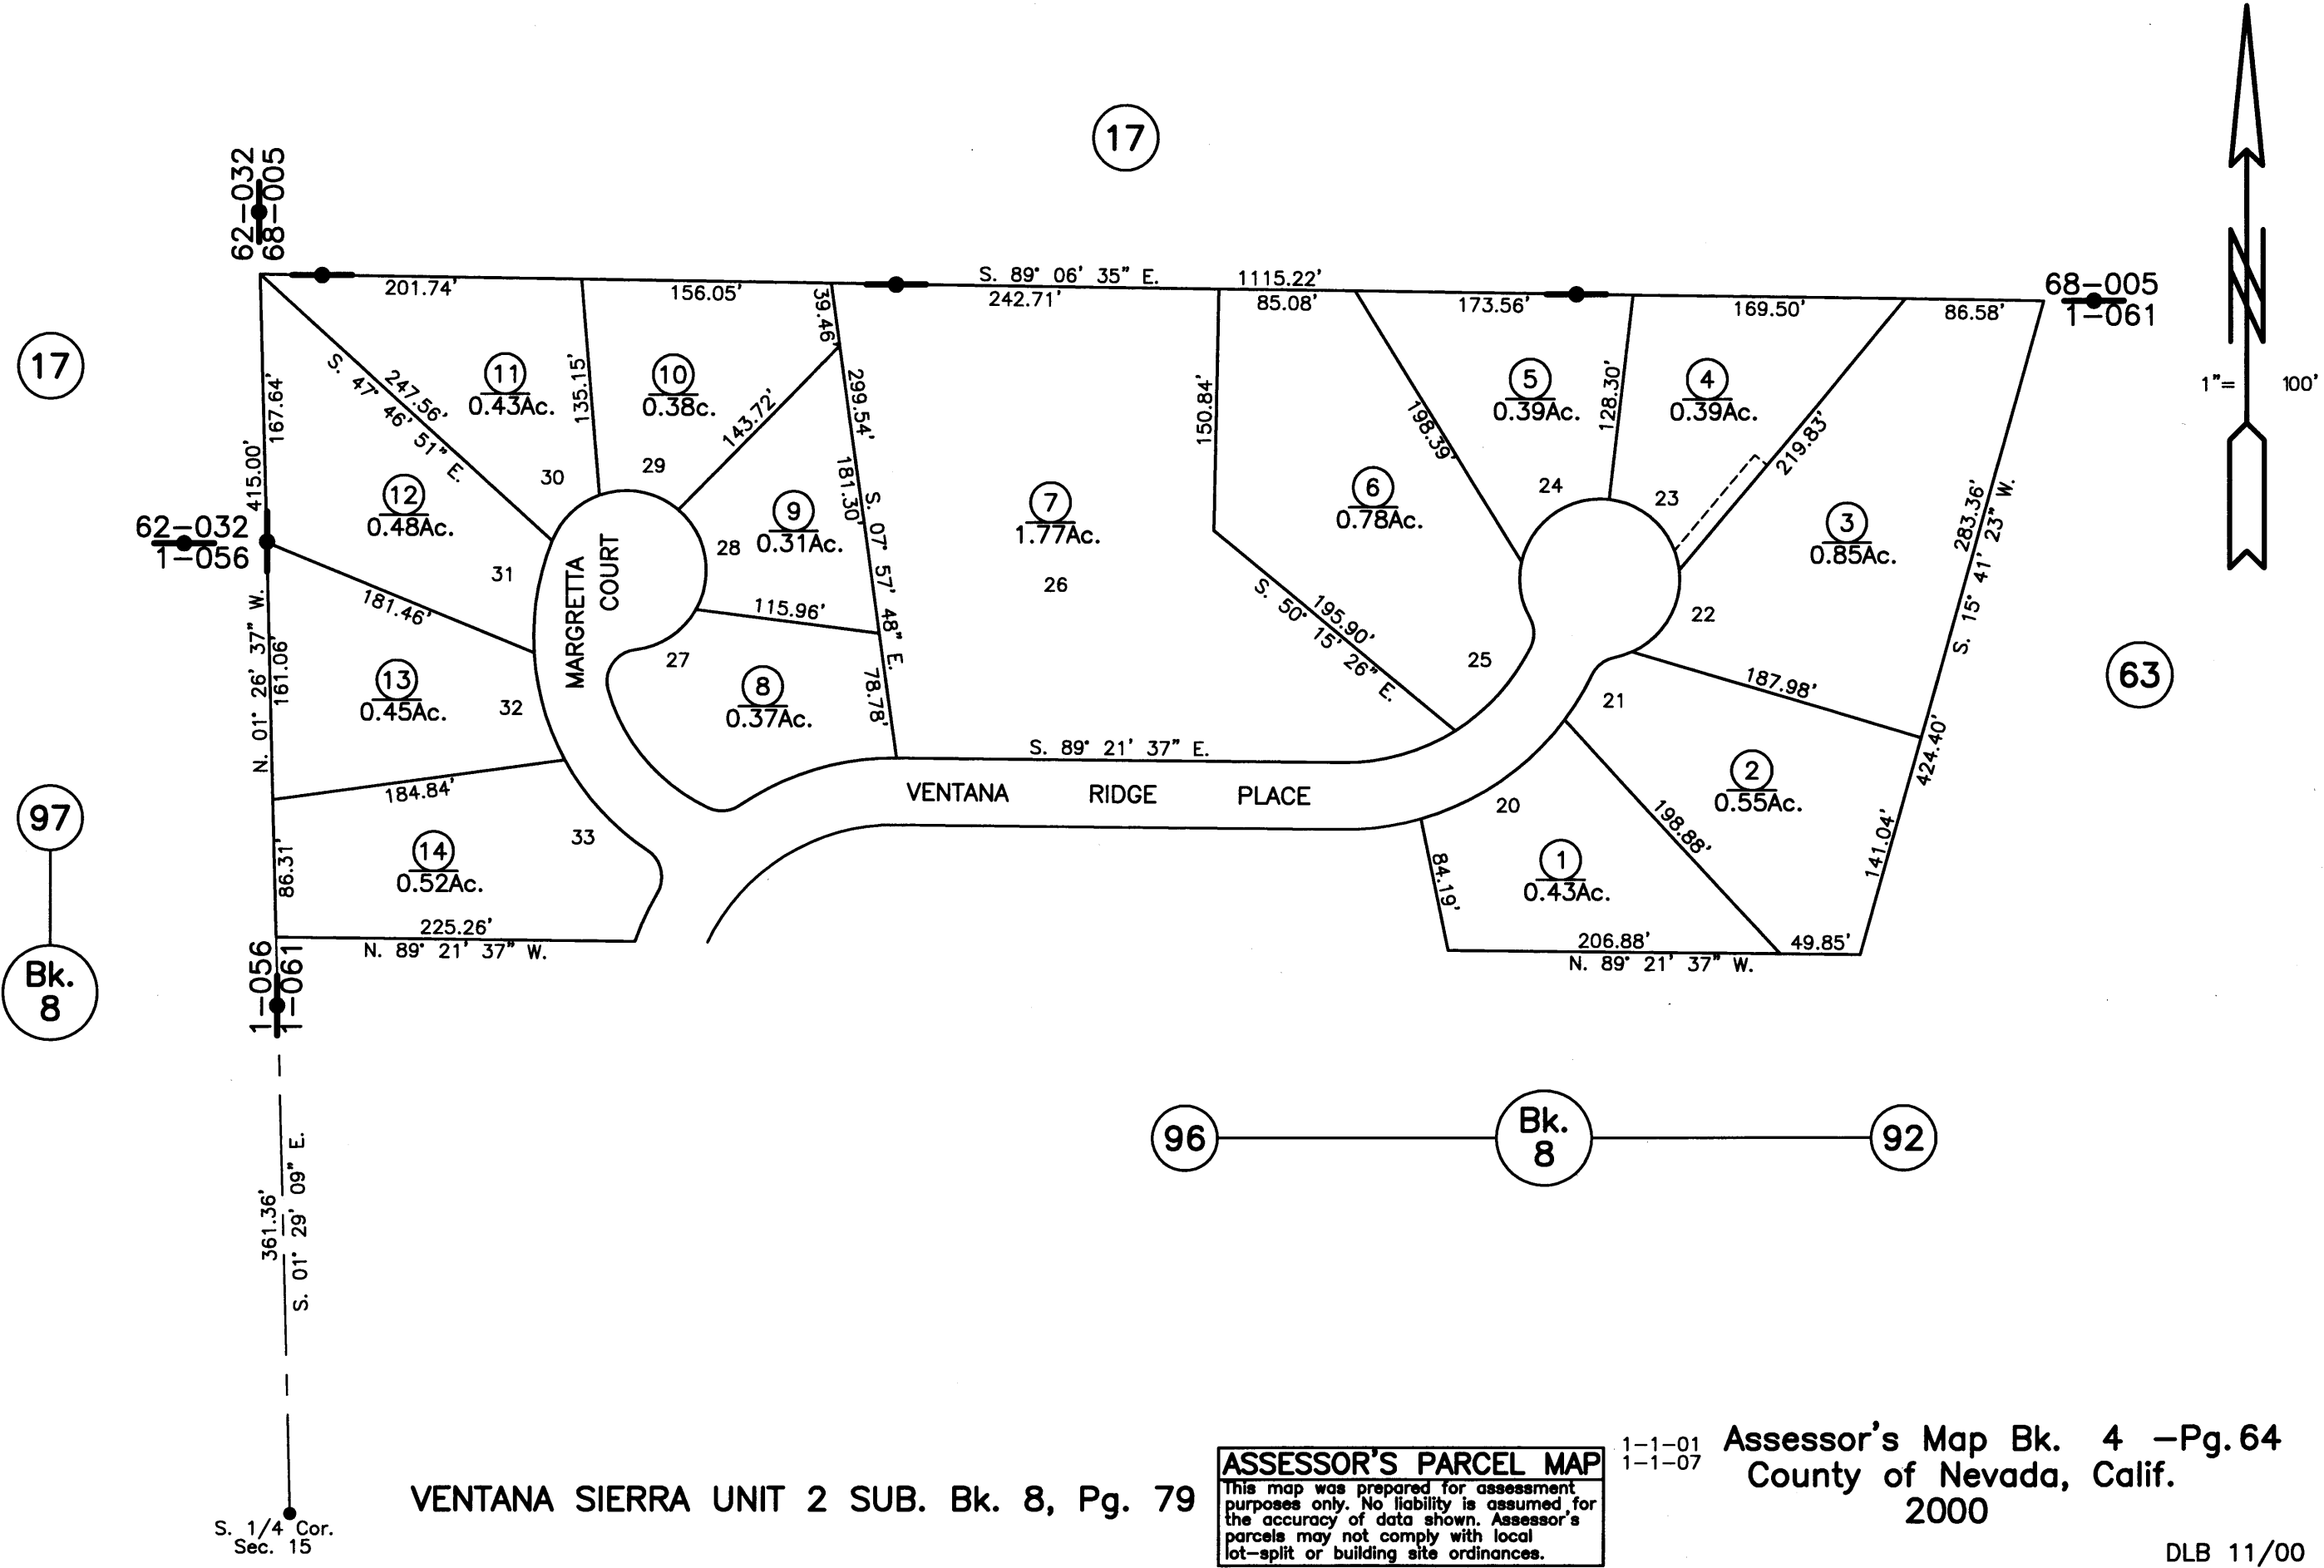 17
62-032
68-005
S. 89° 06' 35" E. 1115.22'
201.74'
156.05'
242.71'
85.08'
173.56'
169.50'
86.58'
68-005
1-061
N
1"= 100'
17
167.64'
415.00'
S. 47° 46' 51" E.
247.56'
11
0.43Ac.
135.15'
10
0.38c.
39.46'
143.72'
299.54'
181.30'
S. 07° 57' 48" E.
150.84'
198.39'
5
0.39Ac.
128.30'
4
0.39Ac.
219.83'
30
29
24
23
12
0.48Ac.
9
0.31Ac.
28
7
1.77Ac.
26
6
0.78Ac.
3
0.85Ac.
283.36'
S. 15° 41' 23" W.
62-032
1-056
31
MARGRETTA
COURT
115.96'
181.46'
N. 01° 26' 37" W.
161.06'
195.90'
S. 50° 15' 26" E.
22
25
27
13
0.45Ac.
32
8
0.37Ac.
78.78'
21
187.98'
63
424.40'
S. 89° 21' 37" E.
VENTANA RIDGE PLACE
184.84'
20
2
0.55Ac.
198.88'
141.04'
97
Bk.
8
86.31'
14
0.52Ac.
33
84.19'
1
0.43Ac.
225.26'
N. 89° 21' 37" W.
206.88'
49.85'
N. 89° 21' 37" W.
1-056
1-061
96
Bk.
8
92
361.36'
S. 01° 29' 09" E.
S. 1/4 Cor.
Sec. 15
VENTANA SIERRA UNIT 2 SUB. Bk. 8, Pg. 79
ASSESSOR'S PARCEL MAP
This map was prepared for assessment
purposes only. No liability is assumed for
the accuracy of data shown. Assessor's
parcels may not comply with local
lot-split or building site ordinances.
1-1-01
1-1-07
Assessor's Map Bk. 4 -Pg.64
County of Nevada, Calif.
2000
DLB 11/00